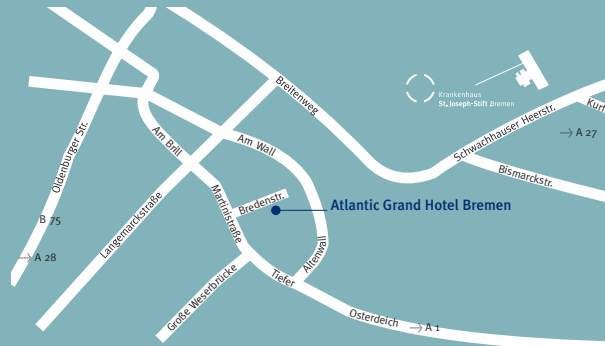 Breitenweg
Krankenhaus
St. Joseph-Stift Bremen
Kurf
→ A 27
Schwachhauser Heerstr.
Bismarckstr.
Oldenburger Str.
Am Brill
Am Wall
Bredenstr.
Atlantic Grand Hotel Bremen
Martinistraße
Langemarckstraße
B 75
→ A 28
Altenwall
Tiefer
Große Weserbrücke
Osterdeich
→ A 1